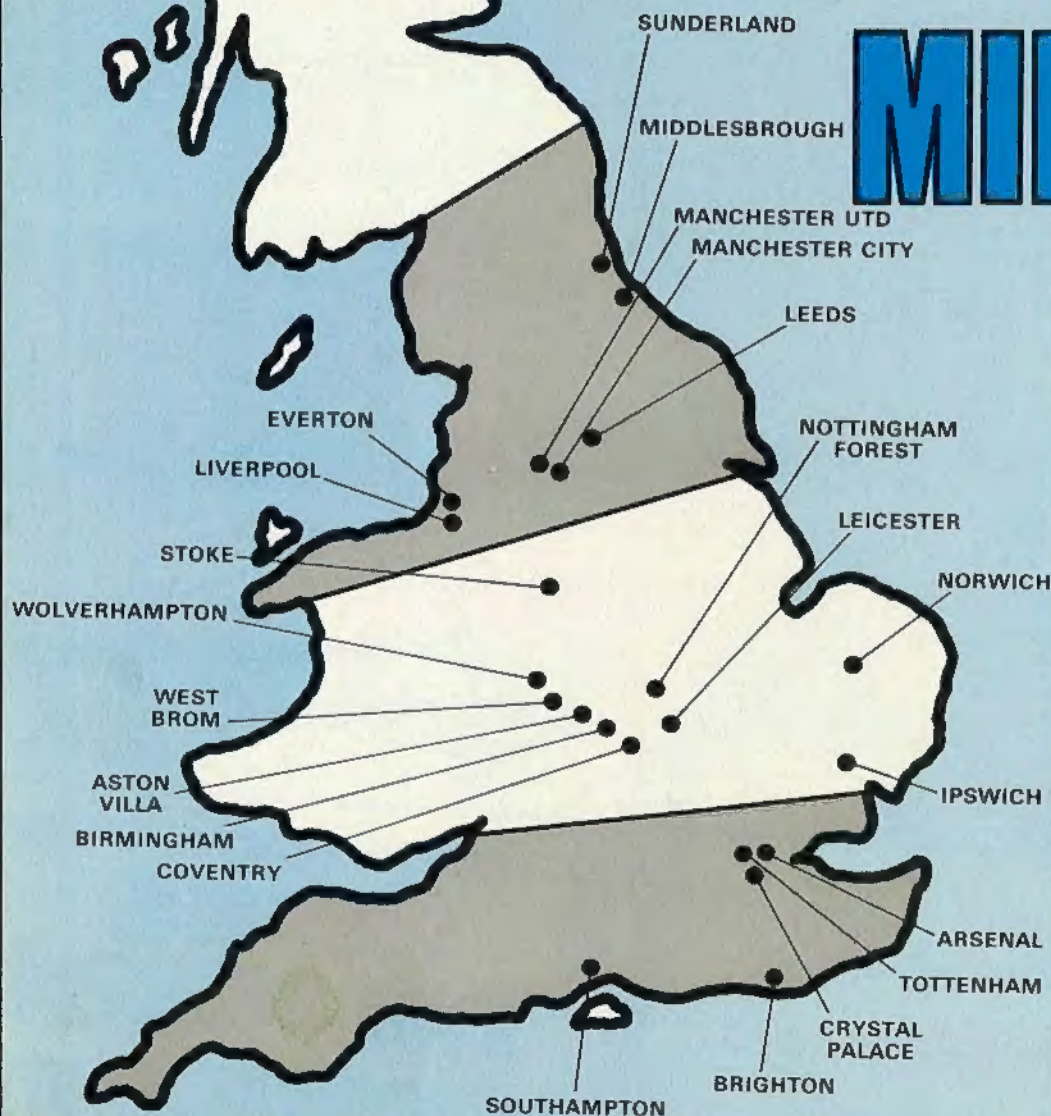 SUNDERLAND
MIDDLESBROUGH
MANCHESTER UTD
MANCHESTER CITY
LEEDS
EVERTON
NOTTINGHAM
FOREST
LIVERPOOL
LEICESTER
STOKE
NORWICH
WOLVERHAMPTON
WEST
BROM
ASTON
VILLA
IPSWICH
BIRMINGHAM
COVENTRY
ARSENAL
TOTTENHAM
CRYSTAL
PALACE
BRIGHTON
SOUTHAMPTON